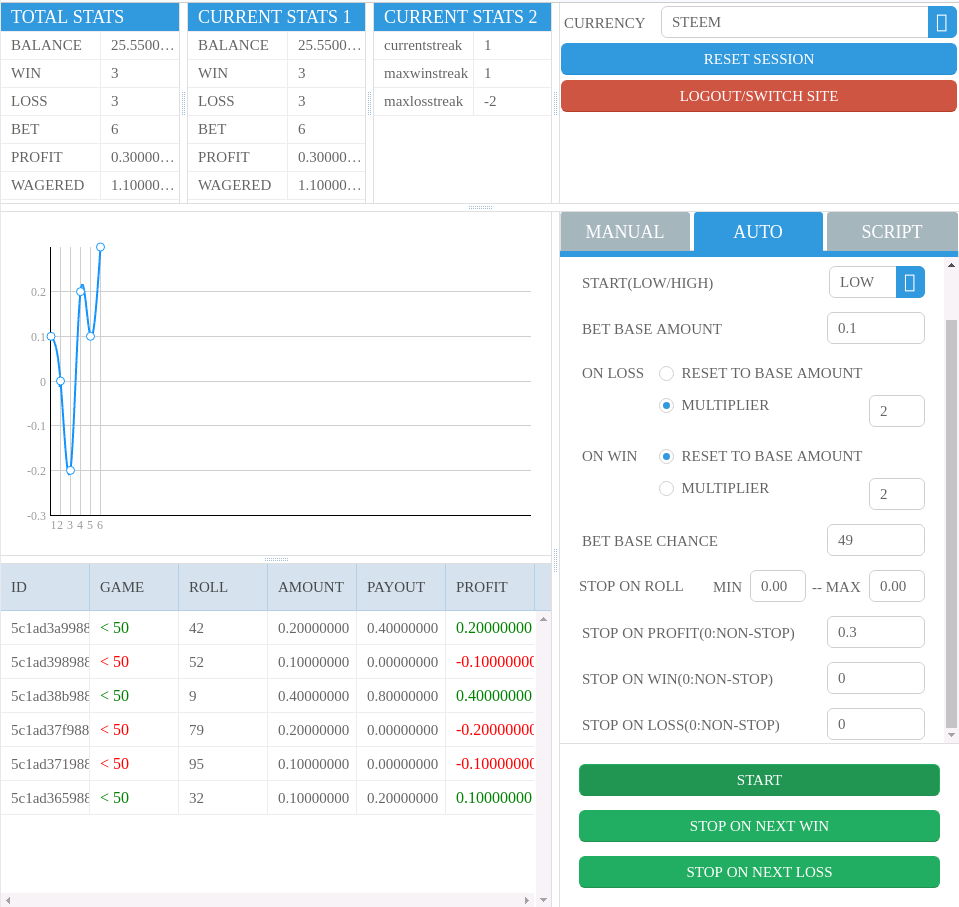 TOTAL STATS
BALANCE 25.5500…
WIN 3
LOSS 3
BET 6
PROFIT 0.30000…
WAGERED 1.10000…
CURRENT STATS 1
BALANCE 25.5500…
WIN 3
LOSS 3
BET 6
PROFIT 0.30000…
WAGERED 1.10000…
CURRENT STATS 2
currentstreak 1
maxwinstreak 1
maxlosstreak -2
CURRENCY STEEM
RESET SESSION
LOGOUT/SWITCH SITE
0.2
0.1
0
-0.1
-0.2
-0.3
1 2 3 4 5 6
ID GAME ROLL AMOUNT PAYOUT PROFIT
5c1ad3a9988 < 50 42 0.20000000 0.40000000 0.20000000
5c1ad398988 < 50 52 0.10000000 0.00000000 -0.10000000
5c1ad38b988 < 50 9 0.40000000 0.80000000 0.40000000
5c1ad37f988 < 50 79 0.20000000 0.00000000 -0.20000000
5c1ad371988 < 50 95 0.10000000 0.00000000 -0.10000000
5c1ad365988 < 50 32 0.10000000 0.20000000 0.10000000
MANUAL AUTO SCRIPT
START(LOW/HIGH) LOW
BET BASE AMOUNT 0.1
ON LOSS RESET TO BASE AMOUNT
MULTIPLIER 2
ON WIN RESET TO BASE AMOUNT
MULTIPLIER 2
BET BASE CHANCE 49
STOP ON ROLL MIN 0.00 -- MAX 0.00
STOP ON PROFIT(0:NON-STOP) 0.3
STOP ON WIN(0:NON-STOP) 0
STOP ON LOSS(0:NON-STOP) 0
START
STOP ON NEXT WIN
STOP ON NEXT LOSS